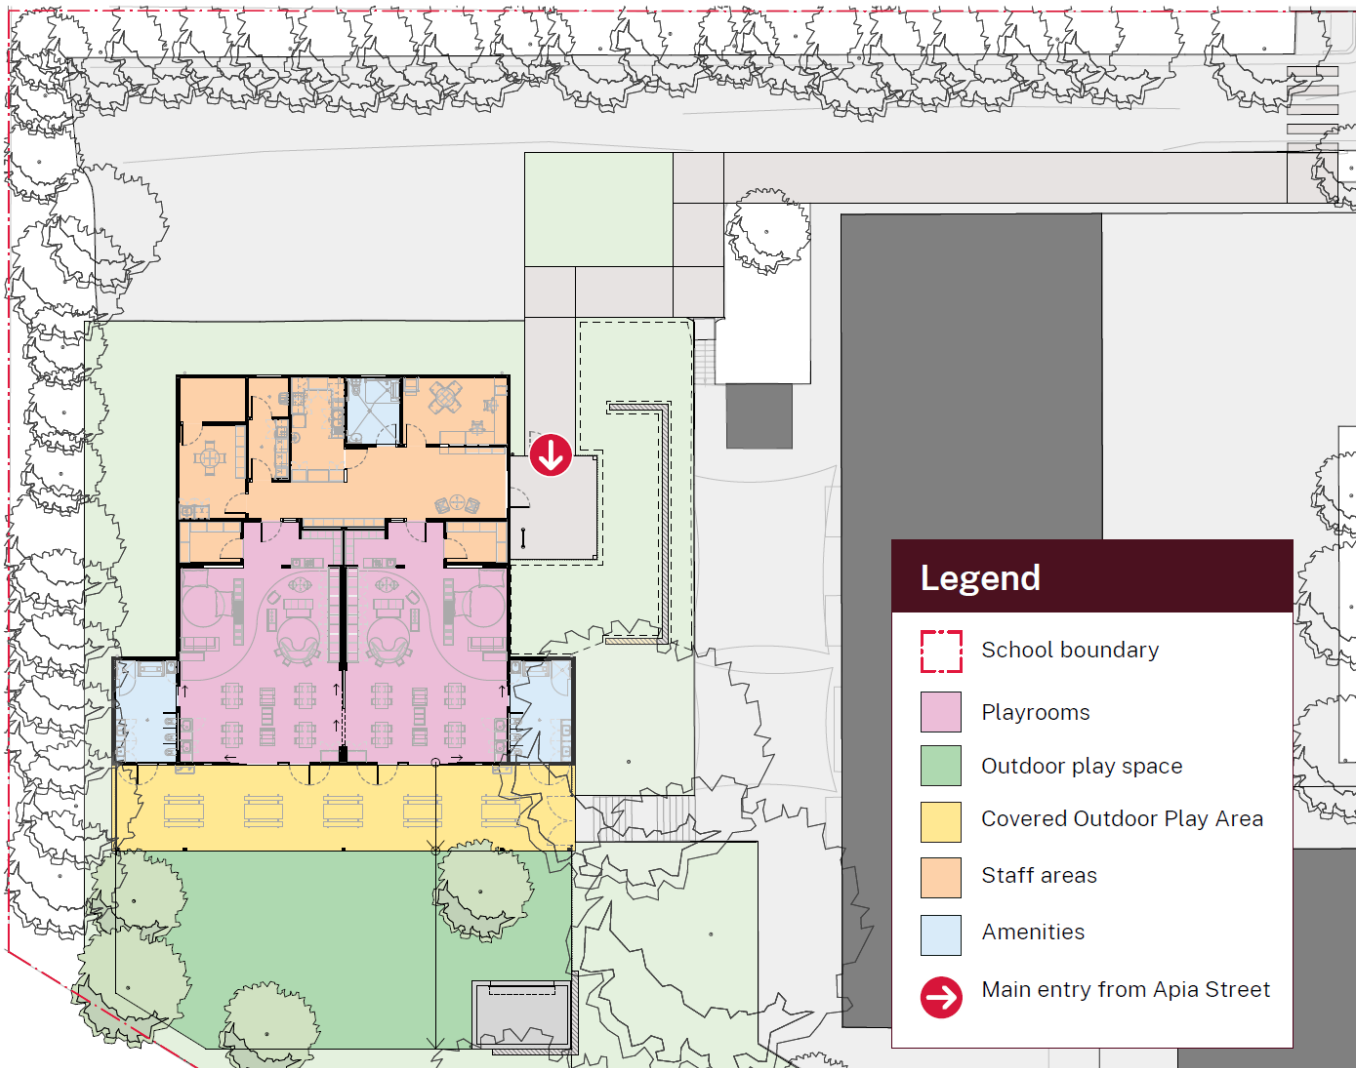 Legend
School boundary
Playrooms
Outdoor play space
Covered Outdoor Play Area
Staff areas
Amenities
Main entry from Apia Street